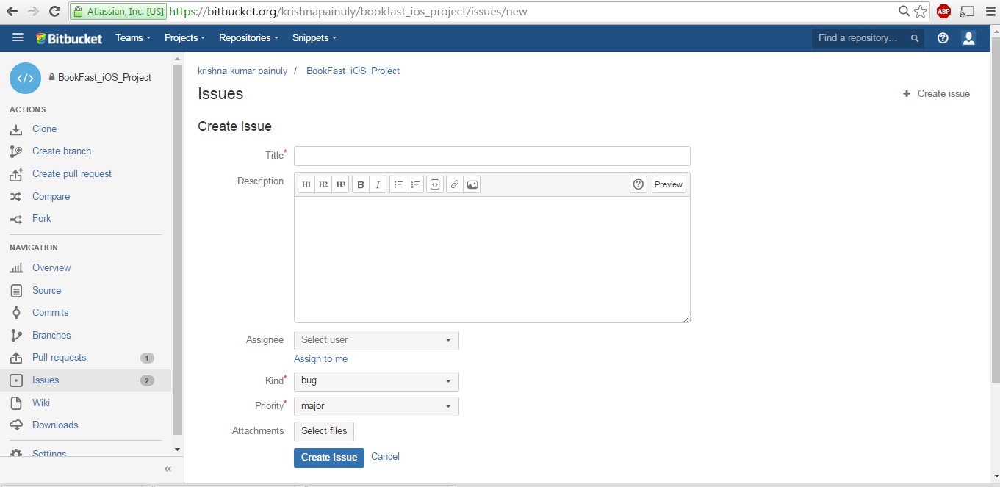 Atlassian, Inc. [US] https://bitbucket.org/krishnapainuly/bookfast_ios_project/issues/new ABP
Bitbucket Teams Projects Repositories Snippets Find a repository...
BookFast_iOS_Project
ACTIONS
Clone
Create branch
Create pull request
Compare
Fork
NAVIGATION
Overview
Source
Commits
Branches
Pull requests 1
Issues 2
Wiki
Downloads
Settings
krishna kumar painuly / BookFast_iOS_Project
Issues
+ Create issue
Create issue
Title*
Description H1 H2 H3 B I Preview
Assignee Select user
Assign to me
Kind* bug
Priority* major
Attachments Select files
Create issue Cancel